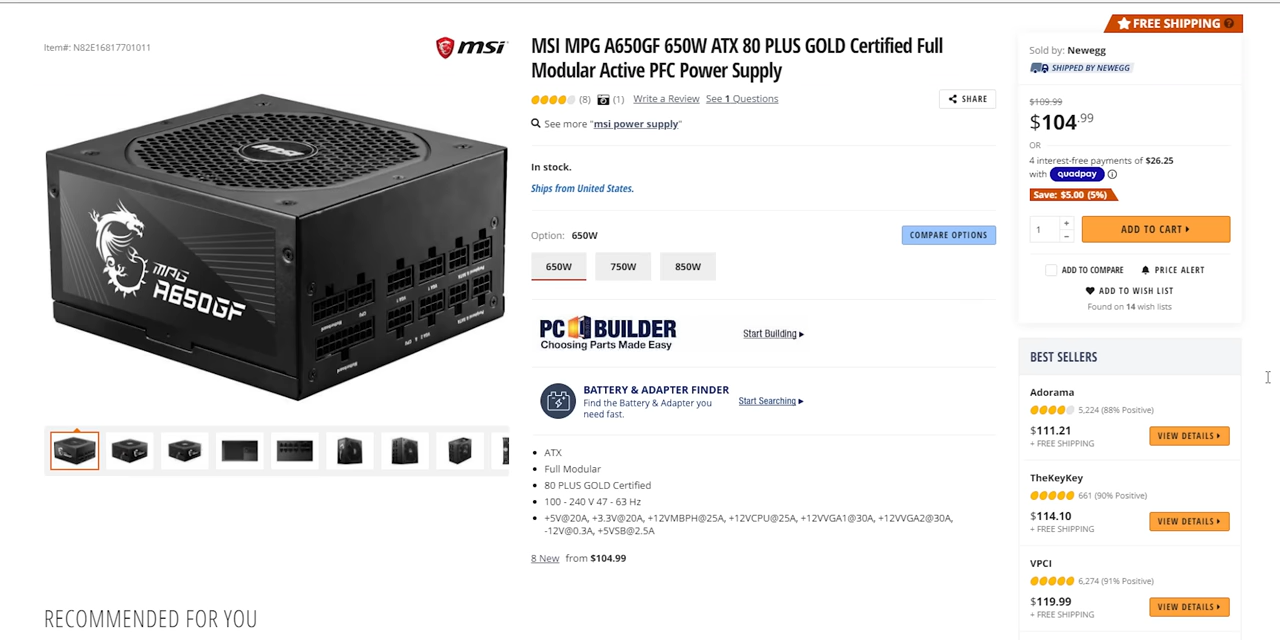 FREE SHIPPING
Item#: N82E16817701011
msi
MPG
A650GF
MSI MPG A650GF 650W ATX 80 PLUS GOLD Certified Full
Modular Active PFC Power Supply
(8) (1) Write a Review See 1 Questions
SHARE
See more "msi power supply"
In stock.
Ships from United States.
Option: 650W
COMPARE OPTIONS
650W 750W 850W
PC BUILDER
Choosing Parts Made Easy
Start Building
BATTERY & ADAPTER FINDER
Find the Battery & Adapter you
need fast.
Start Searching
ATX
Full Modular
80 PLUS GOLD Certified
100 - 240 V 47 - 63 Hz
+5V@20A, +3.3V@20A, +12VMBPH@25A, +12VCPU@25A, +12VVGA1@30A, +12VVGA2@30A,
-12V@0.3A, +5VSB@2.5A
8 New from $104.99
Sold by: Newegg
SHIPPED BY NEWEGG
$109.99
$104.99
OR
4 interest-free payments of $26.25
with quadpay
Save: $5.00 (5%)
1
ADD TO CART
ADD TO COMPARE PRICE ALERT
ADD TO WISH LIST
Found on 14 wish lists
BEST SELLERS
Adorama
5,224 (88% Positive)
$111.21
+ FREE SHIPPING
VIEW DETAILS
TheKeyKey
661 (90% Positive)
$114.10
+ FREE SHIPPING
VIEW DETAILS
VPCI
6,274 (91% Positive)
$119.99
+ FREE SHIPPING
VIEW DETAILS
RECOMMENDED FOR YOU